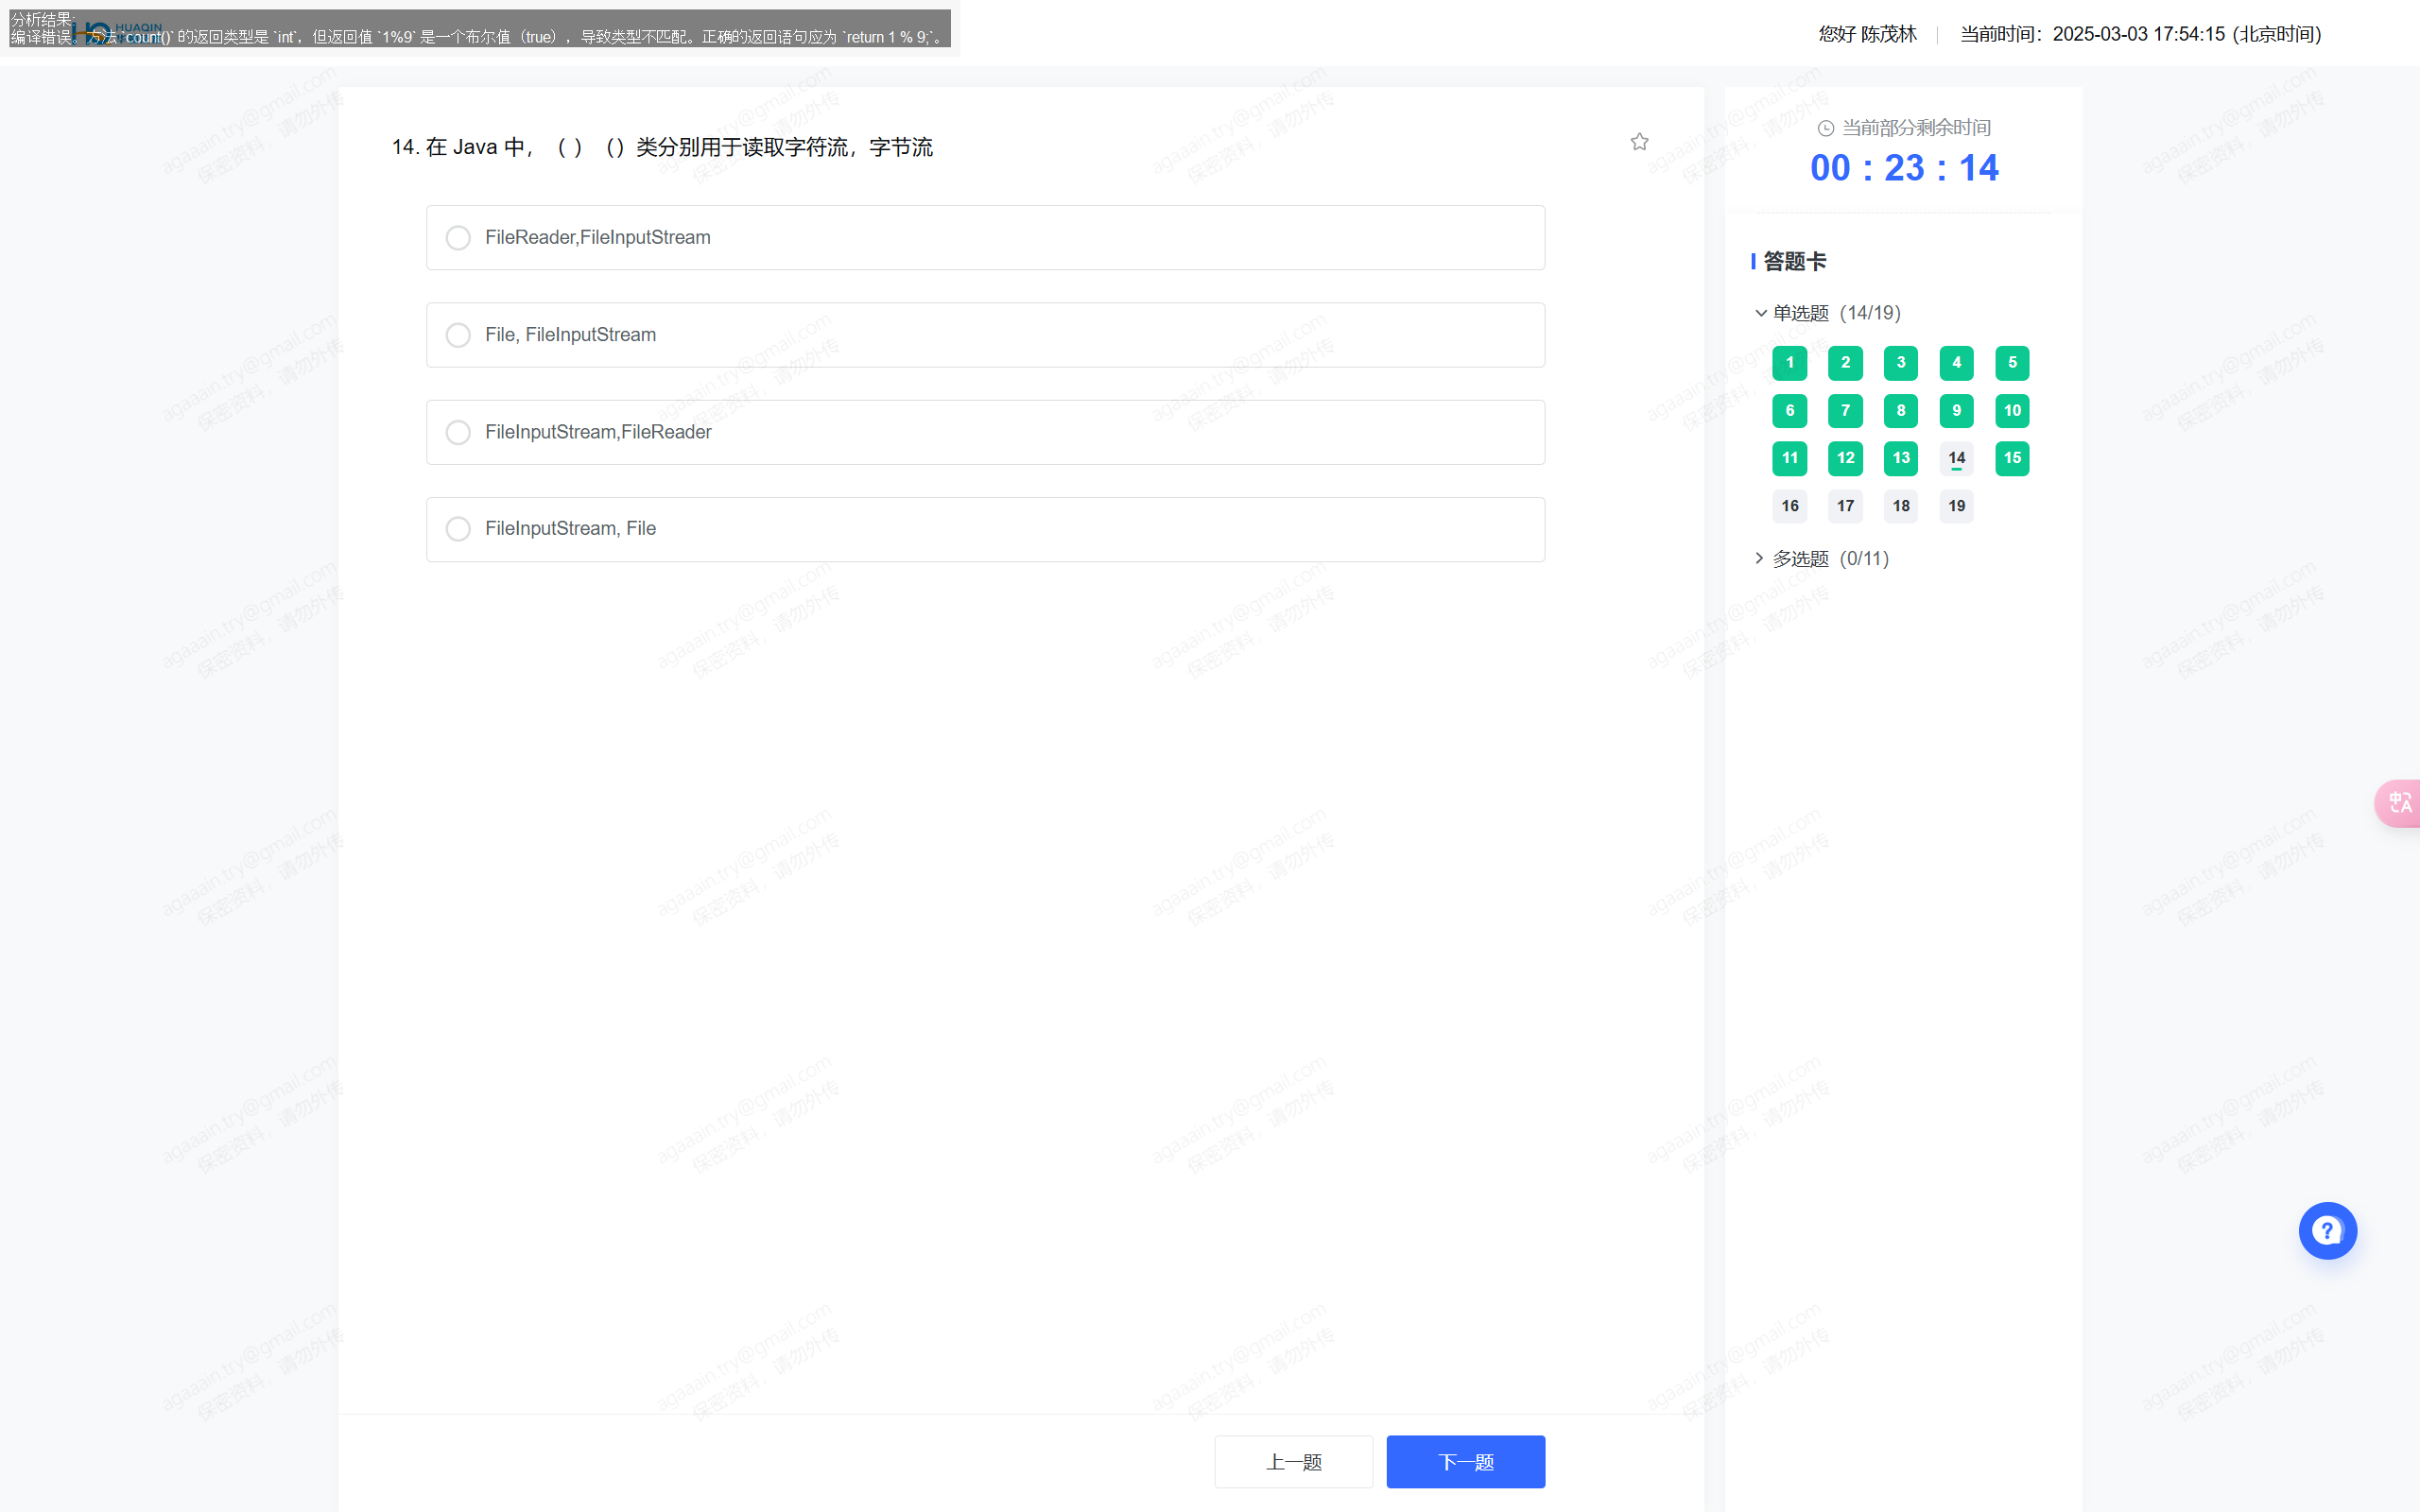 分析结果:
编译错误。方法 `count()` 的返回类型是 `int`，但返回值 `1%9` 是一个布尔值（true），导致类型不匹配。正确的返回语句应为 `return 1 % 9;`。
HUAQIN
您好 陈茂林
当前时间：2025-03-03 17:54:15 (北京时间)
14. 在 Java 中，（ ）（）类分别用于读取字符流，字节流
FileReader,FileInputStream
File, FileInputStream
FileInputStream,FileReader
FileInputStream, File
上一题
下一题
当前部分剩余时间
00 : 23 : 14
答题卡
单选题（14/19）
1 2 3 4 5
6 7 8 9 10
11 12 13 14 15
16 17 18 19
多选题（0/11）
中A
?
agaaain.try@gmail.com
保密资料，请勿外传